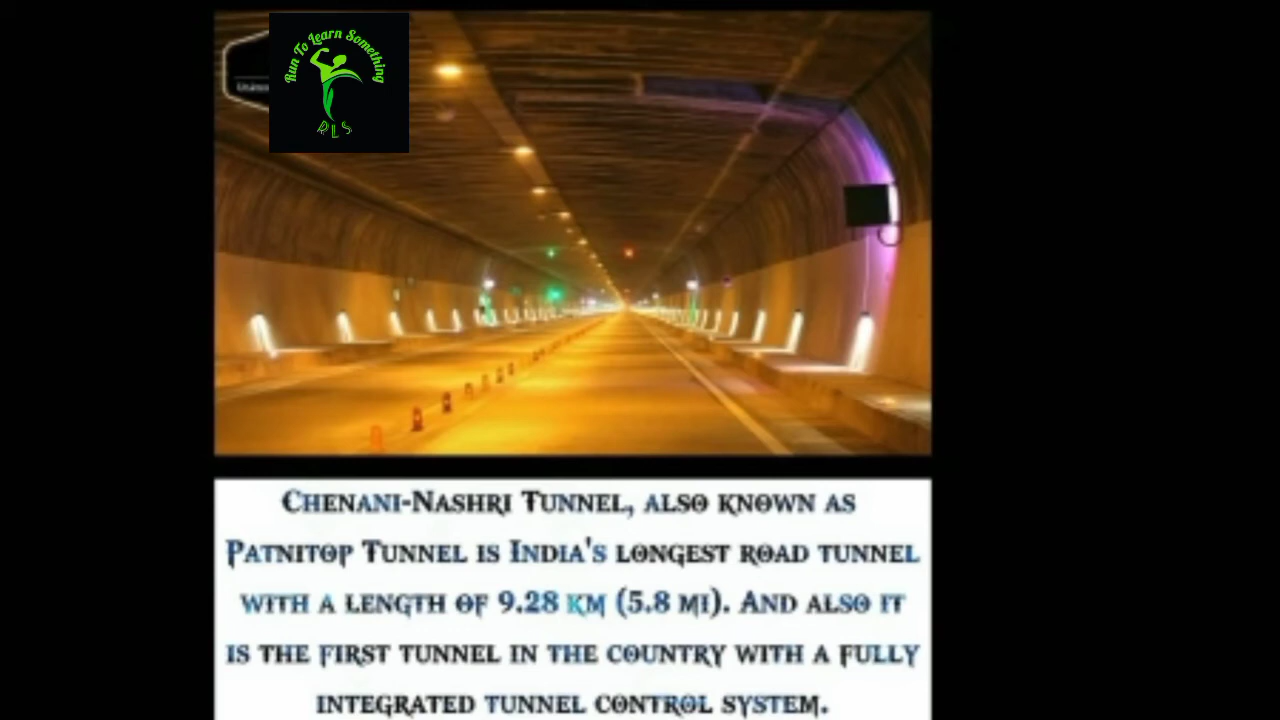 Run To Learn Something
RLS
Chenani-Nashri Tunnel, also known as
Patnitop Tunnel is India's longest road tunnel
with a length of 9.28 km (5.8 mi). And also it
is the first tunnel in the country with a fully
integrated tunnel control system.